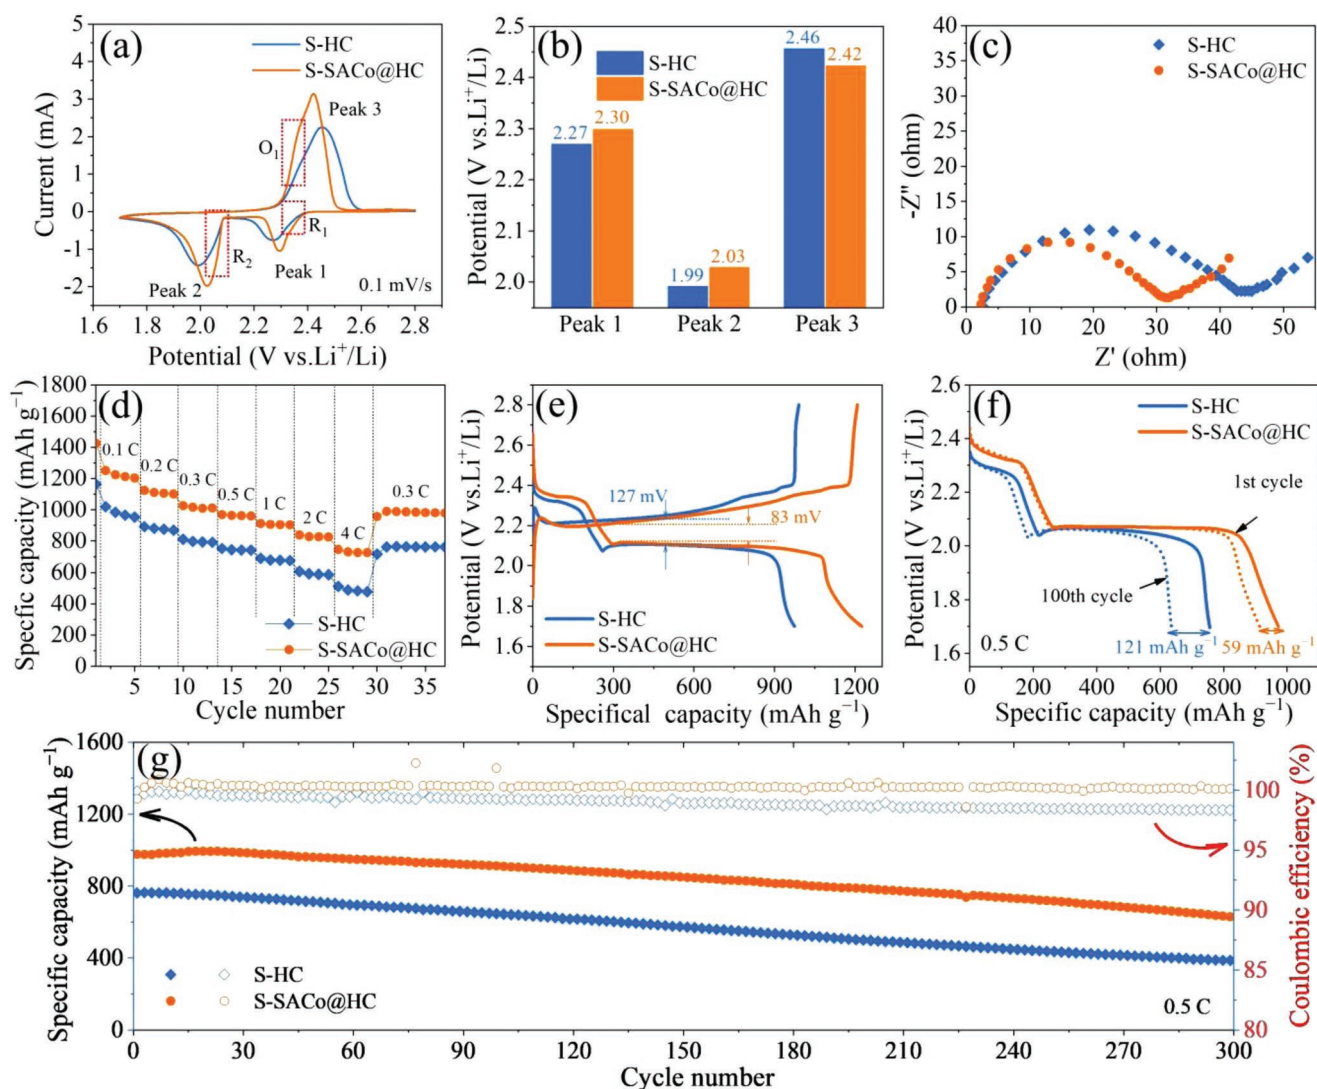 (a)
S-HC
S-SACo@HC
Peak 3
O₁
R₁
R₂
Peak 1
Peak 2
0.1 mV/s
Current (mA)
5
4
3
2
1
0
-1
-2
1.6 2.0 2.4 2.8
Potential (V vs.Li⁺/Li)
(b)
S-HC
S-SACo@HC
2.46
2.42
2.27
2.30
1.99
2.03
Potential (V vs.Li⁺/Li)
2.5
2.4
2.3
2.2
2.1
2.0
Peak 1 Peak 2 Peak 3
(c)
S-HC
S-SACo@HC
-Z" (ohm)
40
35
30
25
20
15
10
5
0
0 10 20 30 40 50
Z' (ohm)
(d)
0.1 C
0.2 C
0.3 C
0.5 C
1 C
2 C
4 C
0.3 C
S-HC
S-SACo@HC
Specfic capacity (mAh g⁻¹)
1800
1600
1400
1200
1000
800
600
400
200
0
5 10 15 20 25 30 35
Cycle number
(e)
127 mV
83 mV
S-HC
S-SACo@HC
Potential (V vs.Li⁺/Li)
2.8
2.6
2.4
2.2
2.0
1.8
1.6
0 300 600 900 1200
Specifical capacity (mAh g⁻¹)
(f)
S-HC
S-SACo@HC
1st cycle
100th cycle
0.5 C
121 mAh g⁻¹
59 mAh g⁻¹
Potential (V vs.Li⁺/Li)
2.6
2.4
2.2
2.0
1.8
1.6
0 200 400 600 800 1000
Specific capacity (mAh g⁻¹)
(g)
S-HC
S-SACo@HC
0.5 C
Specific capacity (mAh g⁻¹)
1600
1400
1200
800
400
0
100
95
90
85
80
Coulombic efficiency (%)
0 30 60 90 120 150 180 210 240 270 300
Cycle number